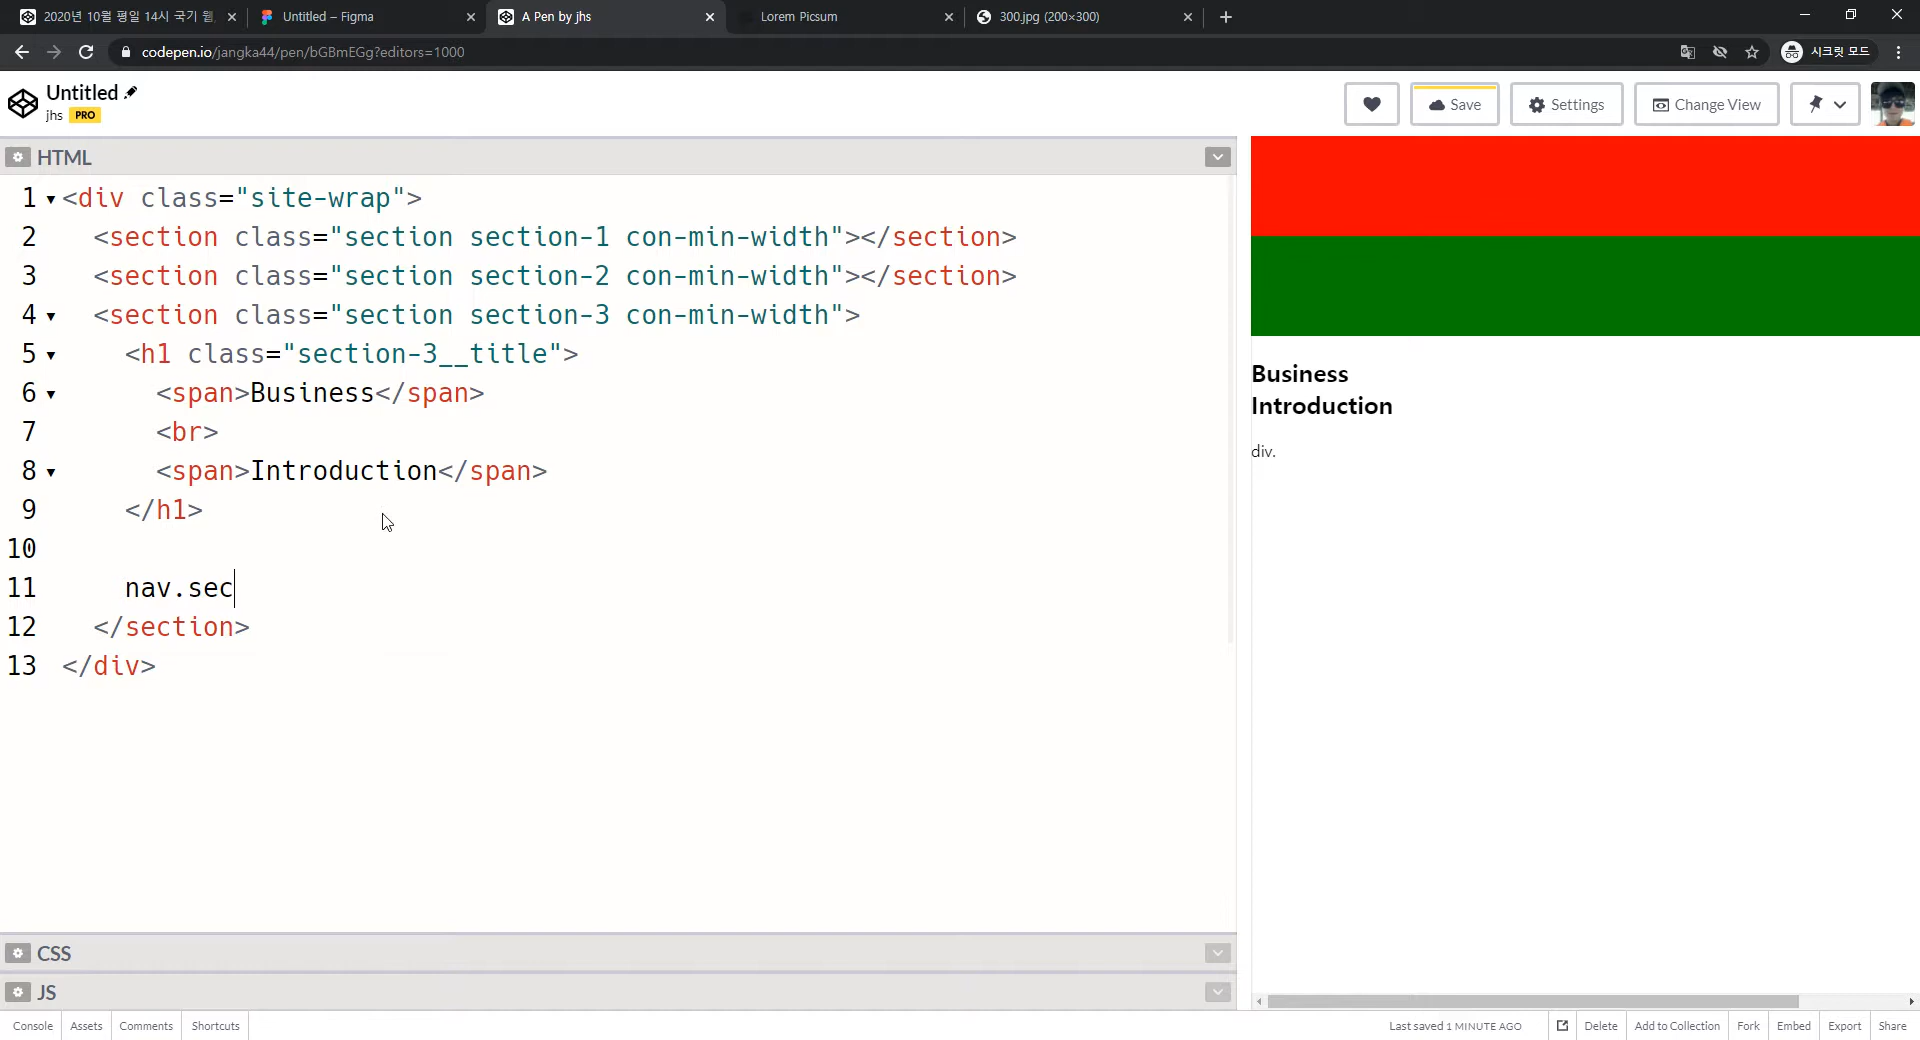 2020년 10월 평일 14시 국기 웹
Untitled – Figma
A Pen by jhs
Lorem Picsum
300.jpg (200×300)
codepen.io/jangka44/pen/bGBmEGg?editors=1000
시크릿 모드
Untitled
jhs PRO
Save
Settings
Change View
HTML
1 <div class="site-wrap">
2 <section class="section section-1 con-min-width"></section>
3 <section class="section section-2 con-min-width"></section>
4 <section class="section section-3 con-min-width">
5 <h1 class="section-3__title">
6 <span>Business</span>
7 <br>
8 <span>Introduction</span>
9 </h1>
10
11 nav.sec
12 </section>
13 </div>
Business
Introduction
div.
CSS
JS
Console
Assets
Comments
Shortcuts
Last saved 1 MINUTE AGO
Delete
Add to Collection
Fork
Embed
Export
Share